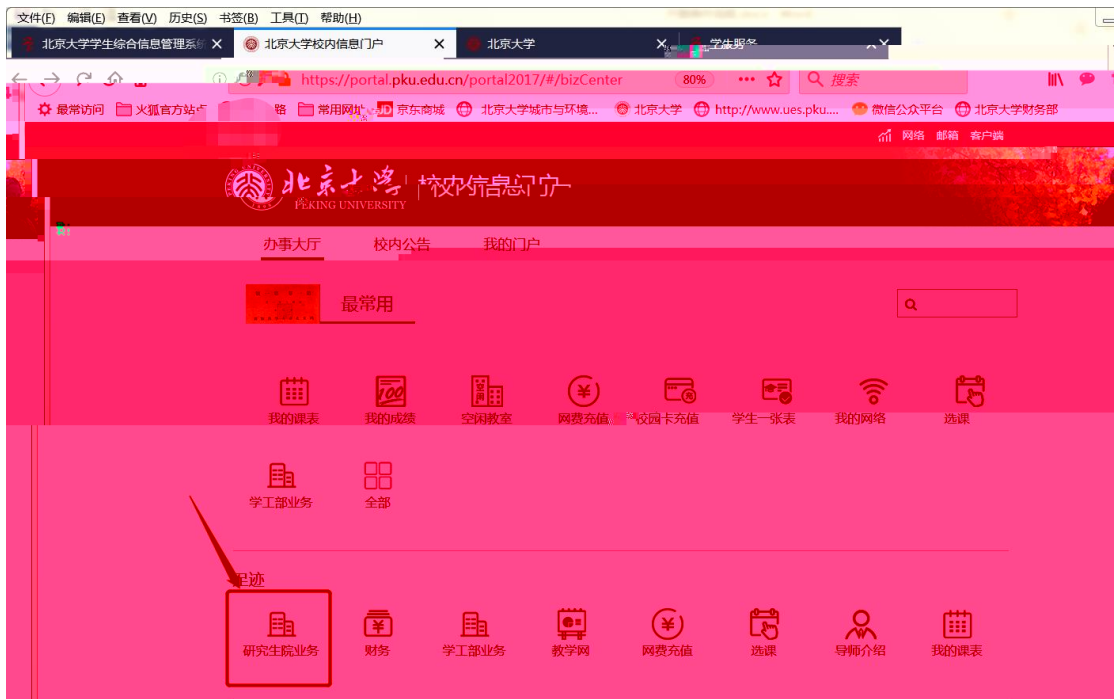 文件(F) 编辑(E) 查看(V) 历史(S) 书签(B) 工具(T) 帮助(H)
北京大学学生综合信息管理系统 北京大学校内信息门户 北京大学 学生服务
https://portal.pku.edu.cn/portal2017/#/bizCenter 80% 搜索
最常访问 火狐官方站点 路 常用网址 JD 京东商城 北京大学城市与环境... 北京大学 http://www.ues.pku.... 微信公众平台 北京大学财务部
网络 邮箱 客户端
北京大学 校内信息门户
PEKING UNIVERSITY
办事大厅 校内公告 我的门户
最常用
我的课表 我的成绩 空闲教室 网费充值 校园卡充值 学生一张表 我的网络 选课
学工部业务 全部
足迹
研究生院业务 财务 学工部业务 教学网 网费充值 选课 导师介绍 我的课表